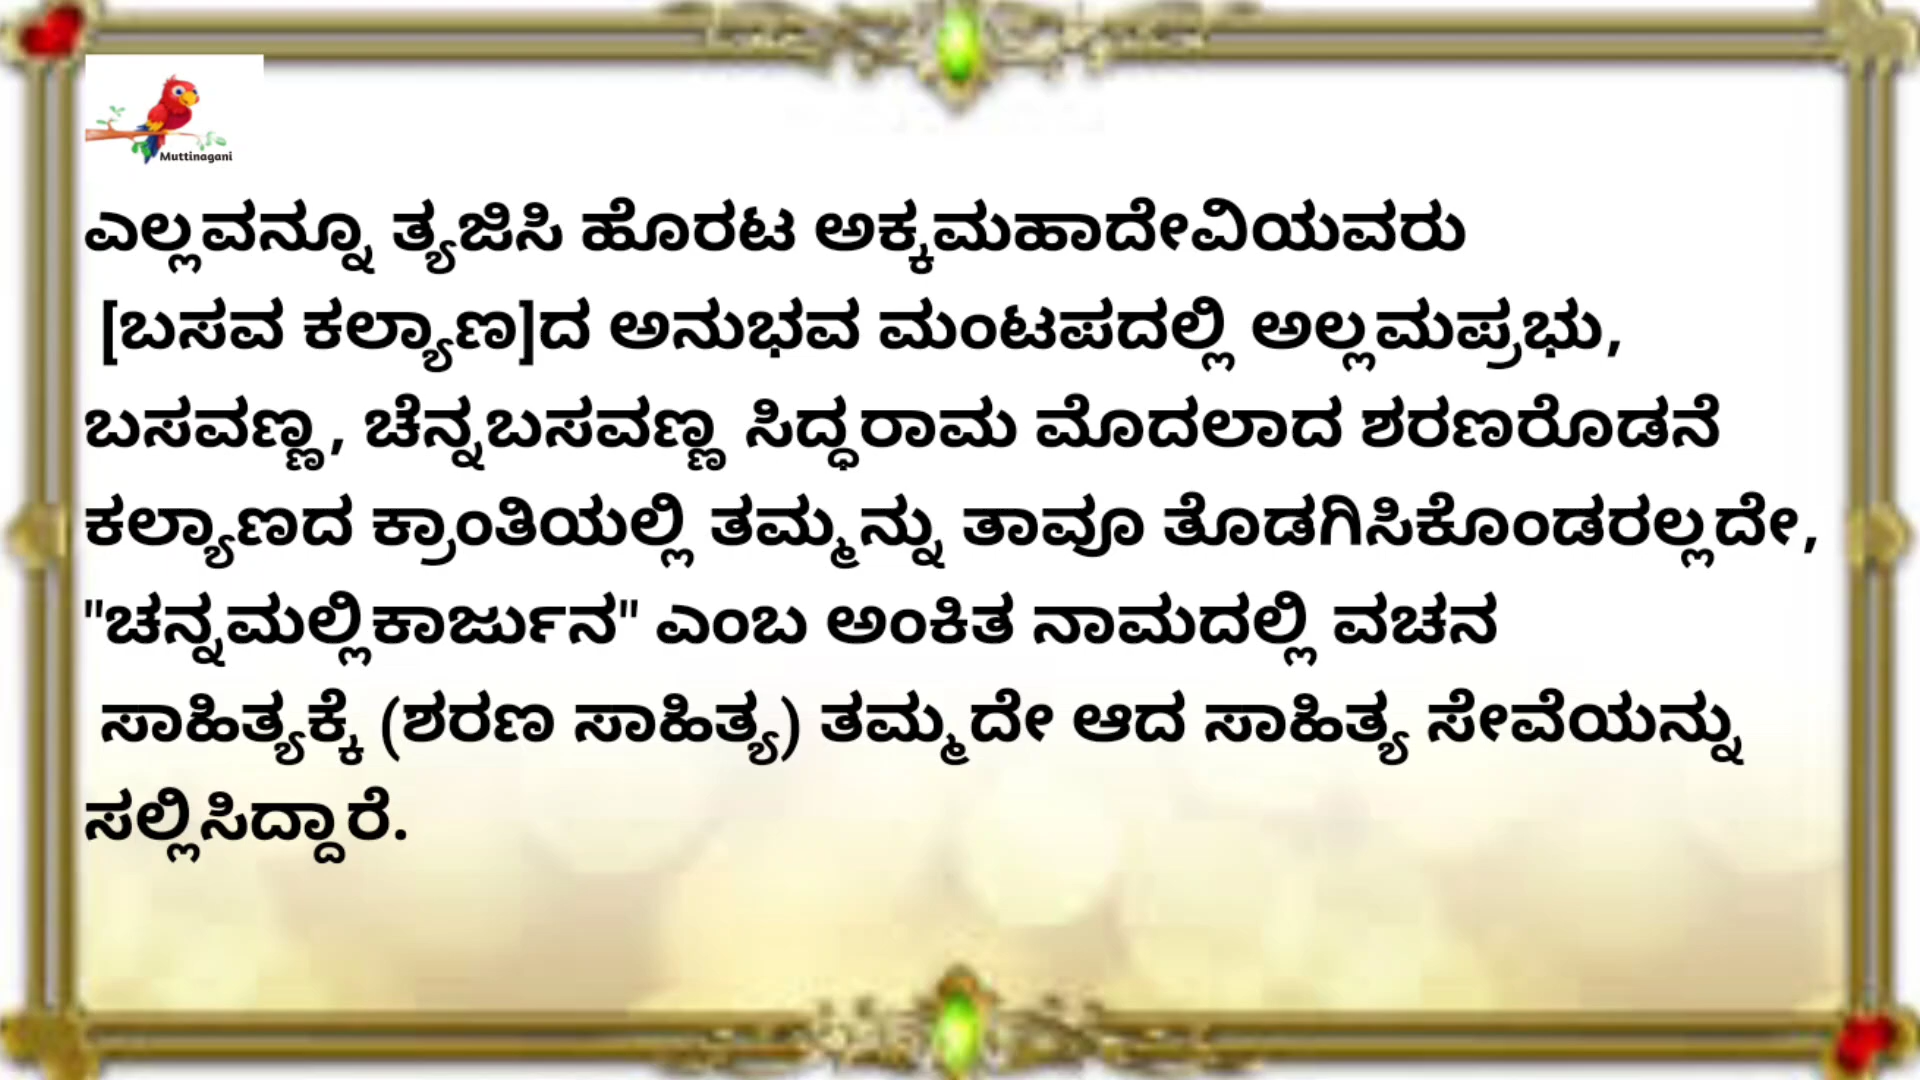 Muttinagani
ಎಲ್ಲವನ್ನೂ ತ್ಯಜಿಸಿ ಹೊರಟ ಅಕ್ಕಮಹಾದೇವಿಯವರು
[ಬಸವ ಕಲ್ಯಾಣ]ದ ಅನುಭವ ಮಂಟಪದಲ್ಲಿ ಅಲ್ಲಮಪ್ರಭು,
ಬಸವಣ್ಣ, ಚೆನ್ನಬಸವಣ್ಣ ಸಿದ್ಧರಾಮ ಮೊದಲಾದ ಶರಣರೊಡನೆ
ಕಲ್ಯಾಣದ ಕ್ರಾಂತಿಯಲ್ಲಿ ತಮ್ಮನ್ನು ತಾವೂ ತೊಡಗಿಸಿಕೊಂಡರಲ್ಲದೇ,
"ಚನ್ನಮಲ್ಲಿಕಾರ್ಜುನ" ಎಂಬ ಅಂಕಿತ ನಾಮದಲ್ಲಿ ವಚನ
ಸಾಹಿತ್ಯಕ್ಕೆ (ಶರಣ ಸಾಹಿತ್ಯ) ತಮ್ಮದೇ ಆದ ಸಾಹಿತ್ಯ ಸೇವೆಯನ್ನು
ಸಲ್ಲಿಸಿದ್ದಾರೆ.